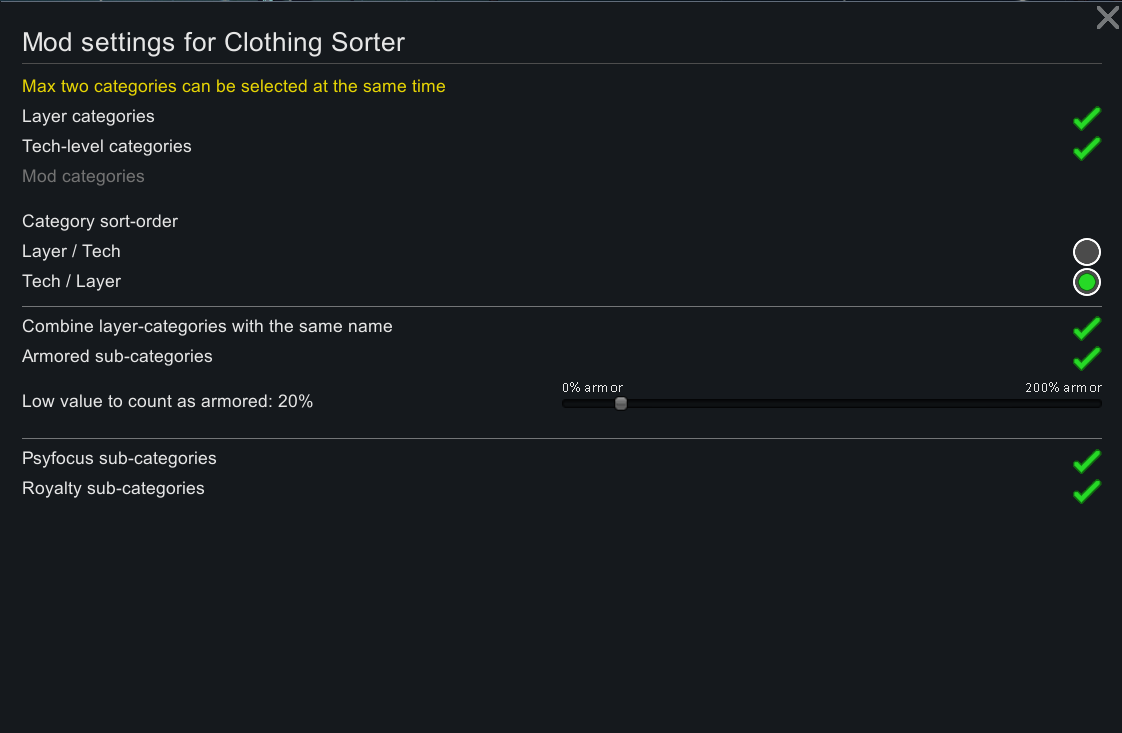 Mod settings for Clothing Sorter
Max two categories can be selected at the same time
Layer categories
Tech-level categories
Mod categories
Category sort-order
Layer / Tech
Tech / Layer
Combine layer-categories with the same name
Armored sub-categories
0% armor 200% armor
Low value to count as armored: 20%
Psyfocus sub-categories
Royalty sub-categories